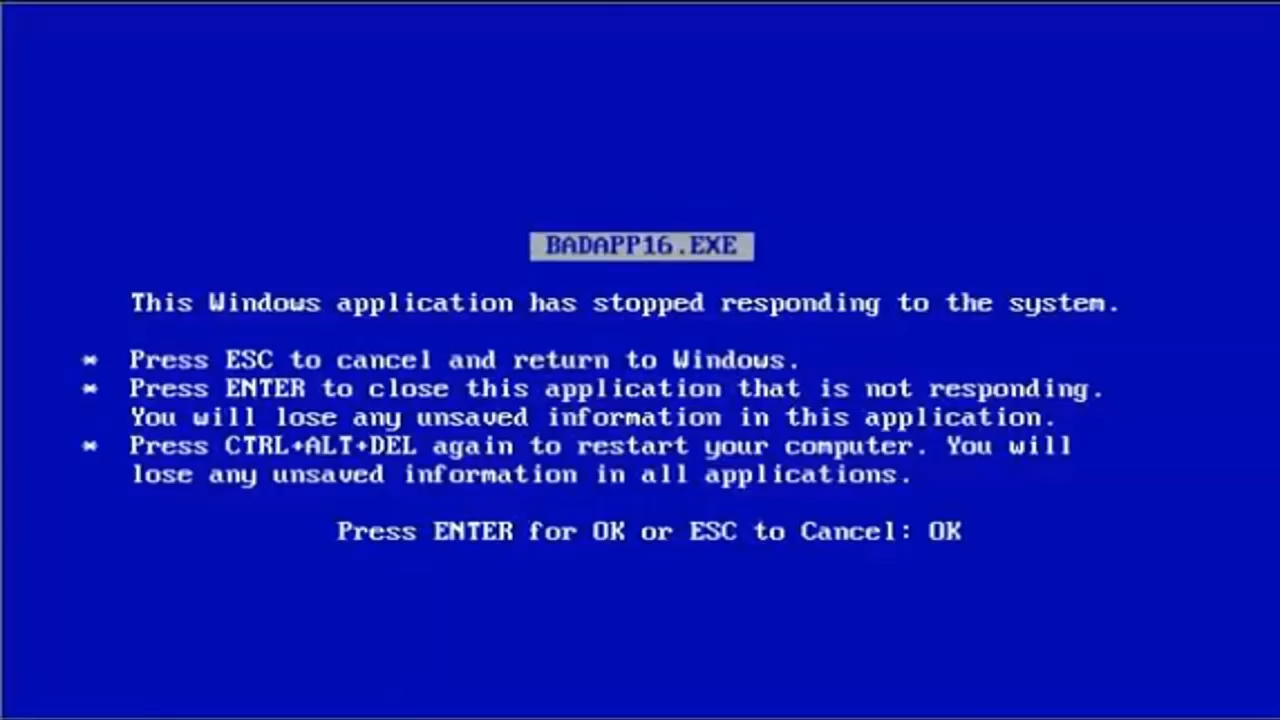 BADAPP16.EXE
This Windows application has stopped responding to the system.
* Press ESC to cancel and return to Windows.
* Press ENTER to close this application that is not responding.
You will lose any unsaved information in this application.
* Press CTRL+ALT+DEL again to restart your computer. You will
lose any unsaved information in all applications.
Press ENTER for OK or ESC to Cancel: OK